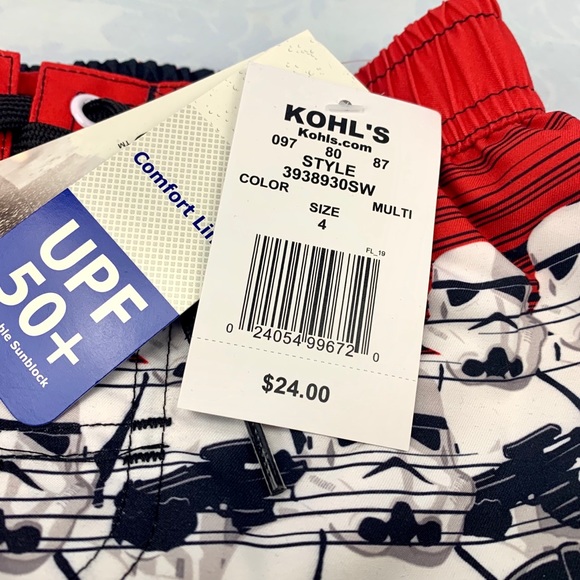 KOHL'S
Kohls.com
097 80 87
STYLE
3938930SW
COLOR MULTI
SIZE
4
FL_19
0 24054 99672 0
$24.00
™
Comfort
UPF
50+
Sunblock